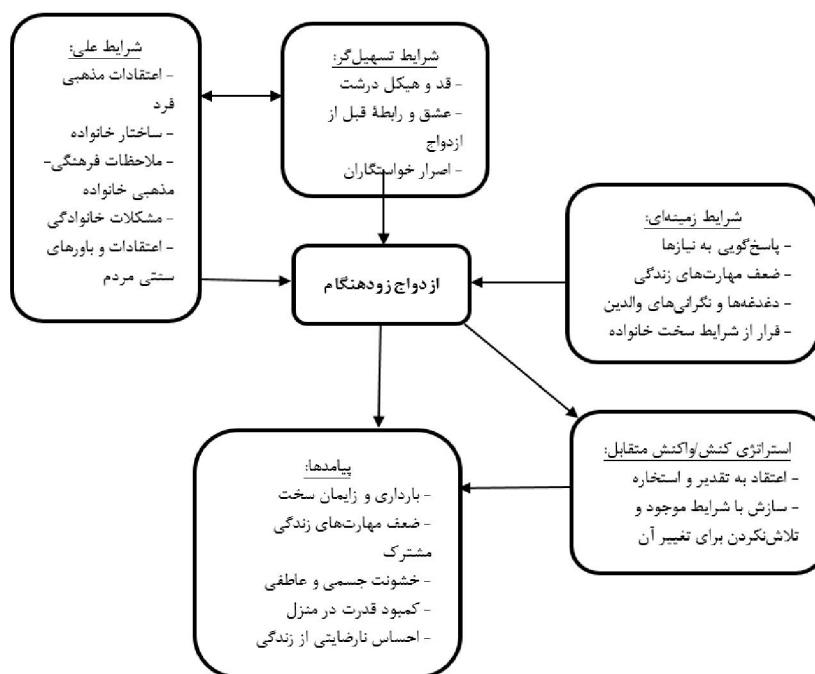 شرایط علی:
- اعتقادات مذهبی
فرد
- ساختار خانواده
- ملاحظات فرهنگی-
مذهبی خانواده
- مشکلات خانوادگی
- اعتقادات و باورهای
سنتی مردم
شرایط تسهیل‌گر:
- قد و هیکل درشت
- عشق و رابطهٔ قبل از
ازدواج
- اصرار خواستگاران
شرایط زمینه‌ای:
- پاسخ‌گویی به نیازها
- ضعف مهارت‌های زندگی
- دغدغه‌ها و نگرانی‌های والدین
- فرار از شرایط سخت خانواده
ازدواج زودهنگام
استراتژی کنش/واکنش متقابل:
- اعتقاد به تقدیر و استخاره
- سازش با شرایط موجود و
تلاش‌نکردن برای تغییر آن
پیامدها:
- بارداری و زایمان سخت
- ضعف مهارت‌های زندگی
مشترک
- خشونت جسمی و عاطفی
- کمبود قدرت در منزل
- احساس نارضایتی از زندگی